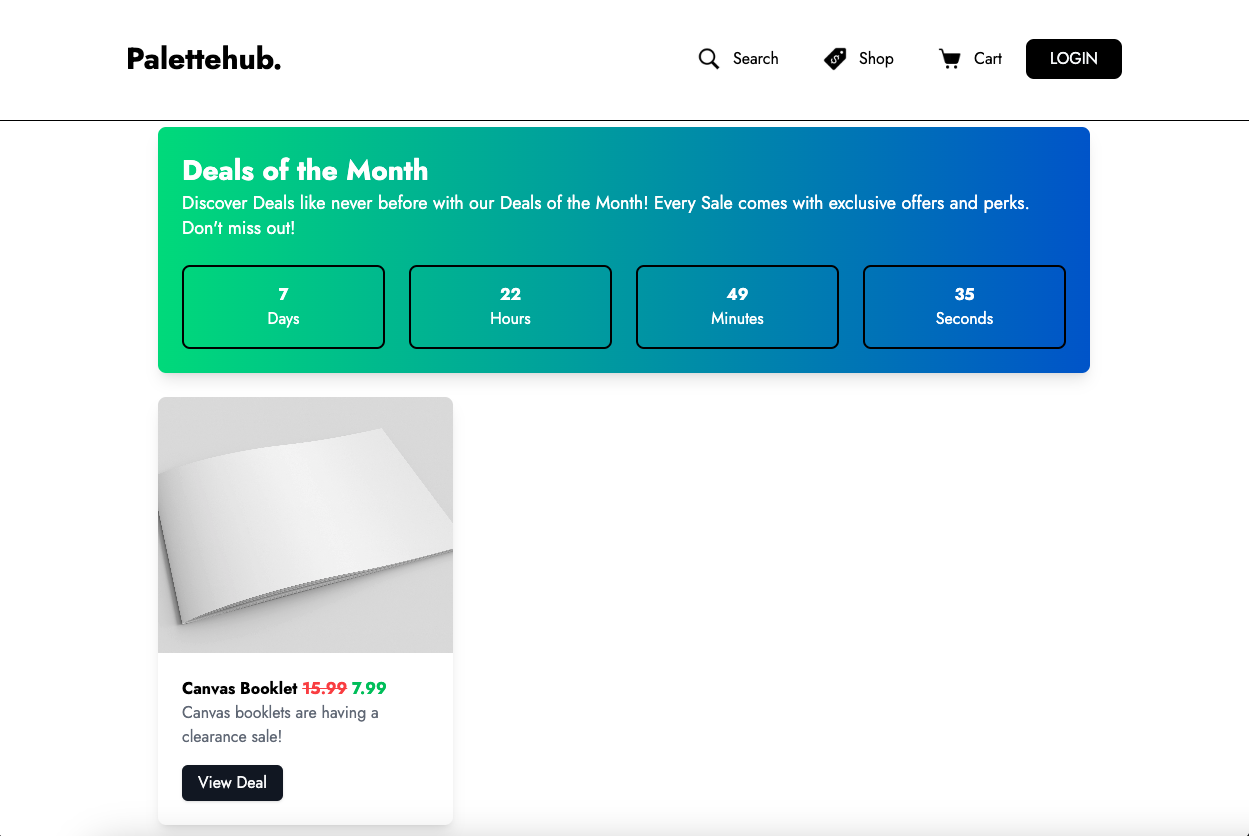 Palettehub.
Search
Shop
Cart
LOGIN
Deals of the Month
Discover Deals like never before with our Deals of the Month! Every Sale comes with exclusive offers and perks.
Don't miss out!
7
Days
22
Hours
49
Minutes
35
Seconds
Canvas Booklet 15.99 7.99
Canvas booklets are having a
clearance sale!
View Deal